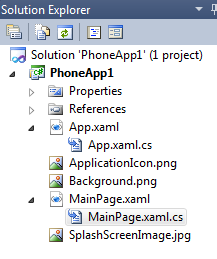 Solution Explorer
Solution 'PhoneApp1' (1 project)
PhoneApp1
Properties
References
App.xaml
App.xaml.cs
ApplicationIcon.png
Background.png
MainPage.xaml
MainPage.xaml.cs
SplashScreenImage.jpg